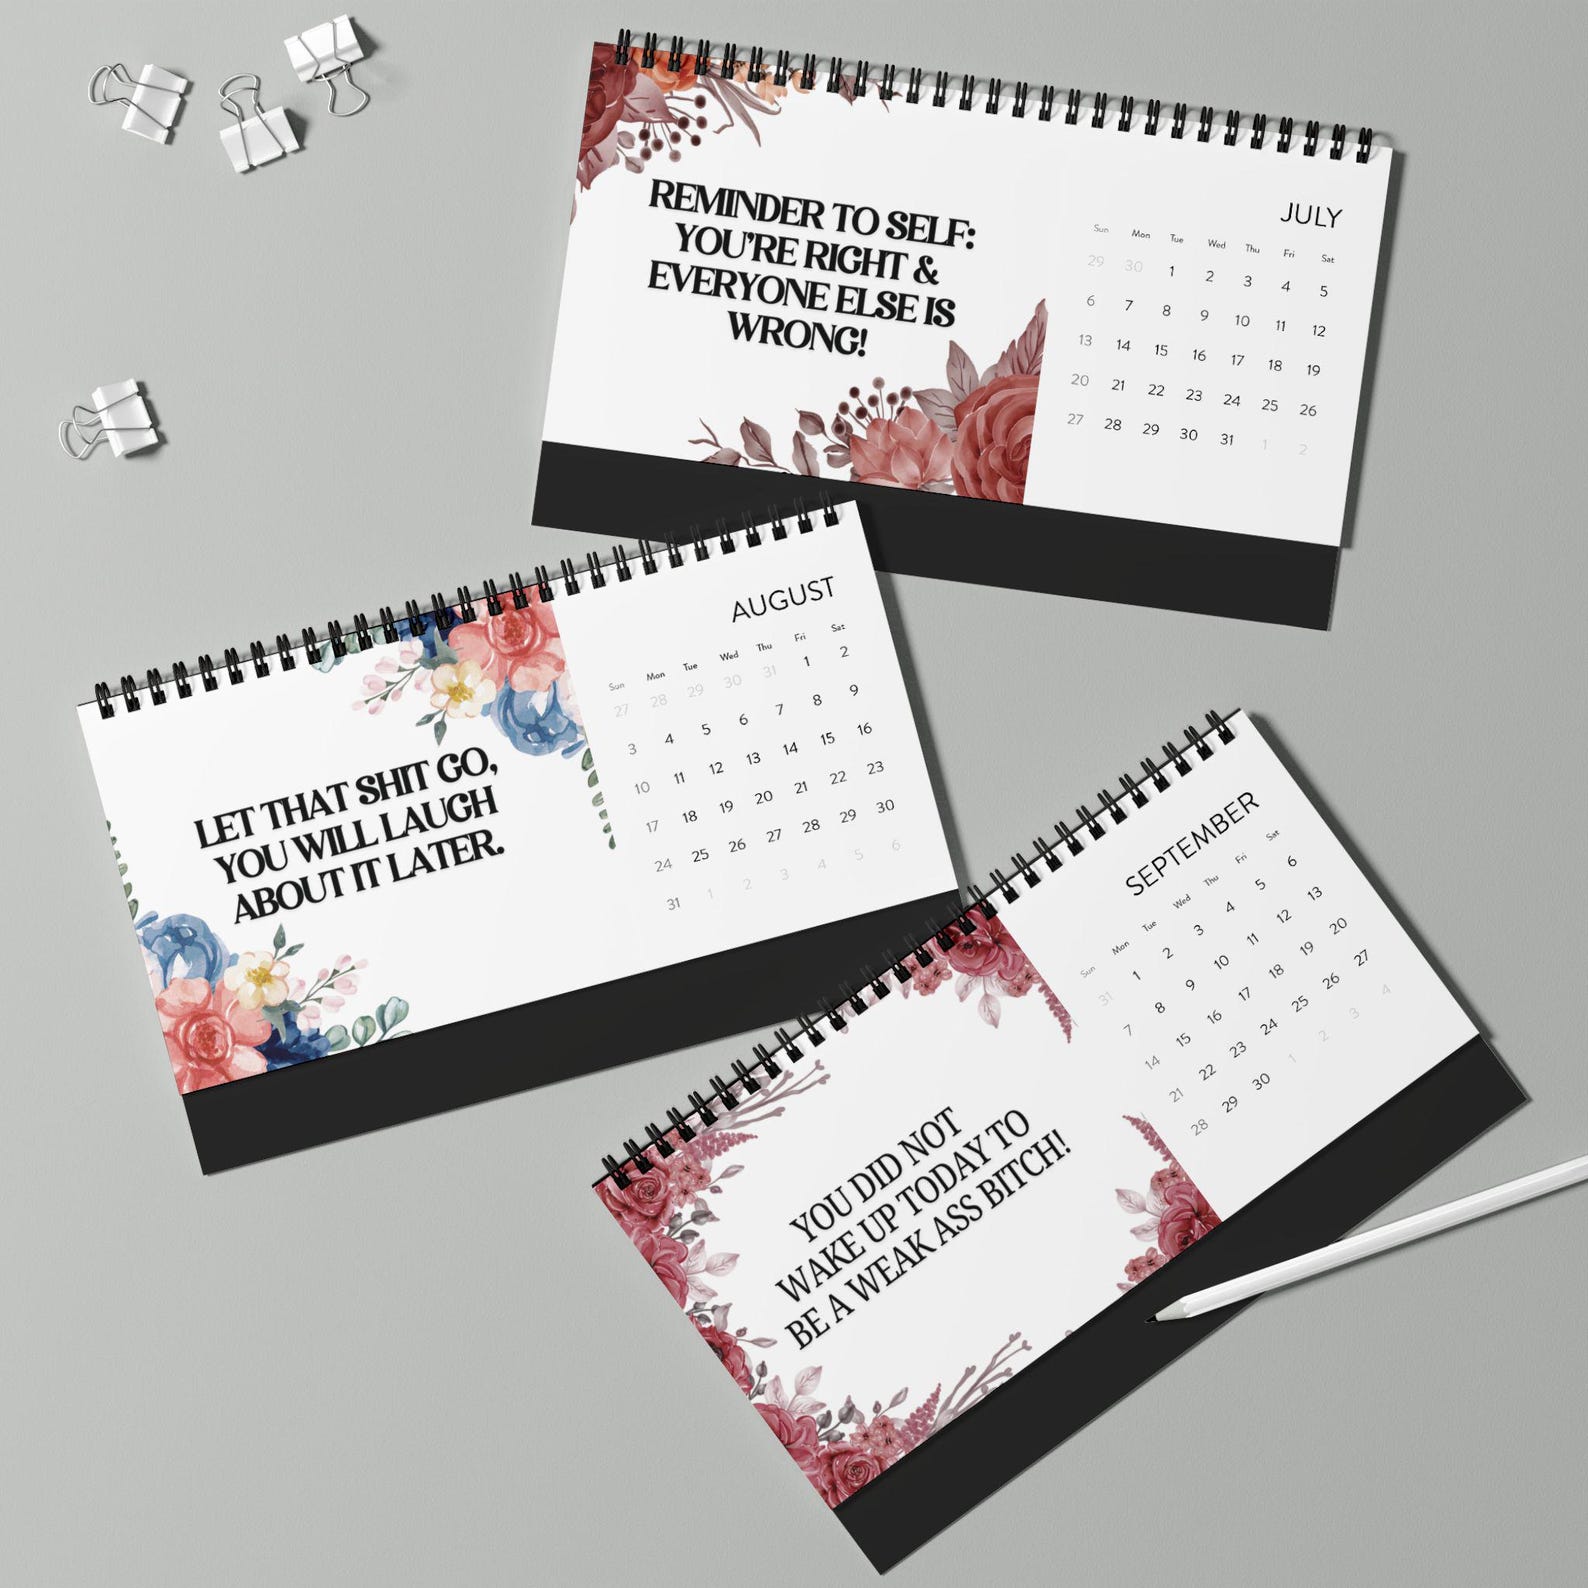 REMINDER TO SELF:
YOU'RE RIGHT &
EVERYONE ELSE IS
WRONG!
JULY
Sun Mon Tue Wed Thu Fri Sat
29 30 1 2 3 4 5
6 7 8 9 10 11 12
13 14 15 16 17 18 19
20 21 22 23 24 25 26
27 28 29 30 31 1 2
LET THAT SHIT GO,
YOU WILL LAUGH
ABOUT IT LATER.
AUGUST
Sun Mon Tue Wed Thu Fri Sat
27 28 29 30 31 1 2
3 4 5 6 7 8 9
10 11 12 13 14 15 16
17 18 19 20 21 22 23
24 25 26 27 28 29 30
31 1 2 3 4 5 6
YOU DID NOT
WAKE UP TODAY TO
BE A WEAK ASS BITCH!
SEPTEMBER
Sun Mon Tue Wed Thu Fri Sat
31 1 2 3 4 5 6
7 8 9 10 11 12 13
14 15 16 17 18 19 20
21 22 23 24 25 26 27
28 29 30 1 2 3 4